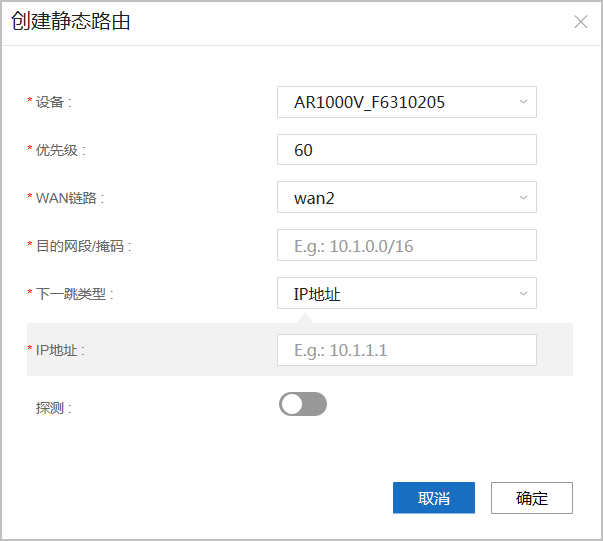 创建静态路由
* 设备 : AR1000V_F6310205
* 优先级 : 60
* WAN链路 : wan2
* 目的网段/掩码 : E.g.: 10.1.0.0/16
* 下一跳类型 : IP地址
* IP地址 : E.g.: 10.1.1.1
探测 :
取消 确定